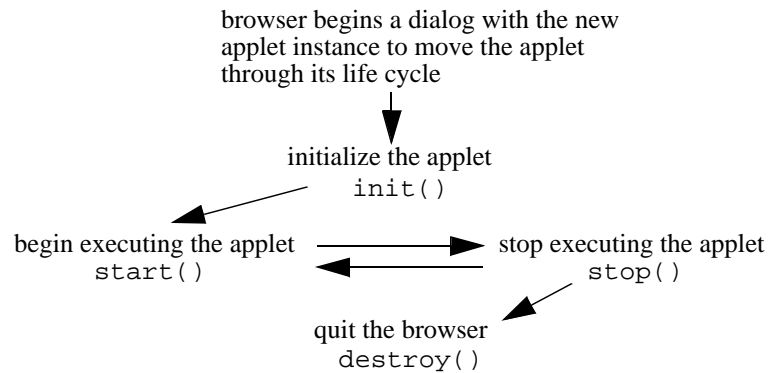 browser begins a dialog with the new
applet instance to move the applet
through its life cycle
initialize the applet
init()
begin executing the applet
start()
stop executing the applet
stop()
quit the browser
destroy()